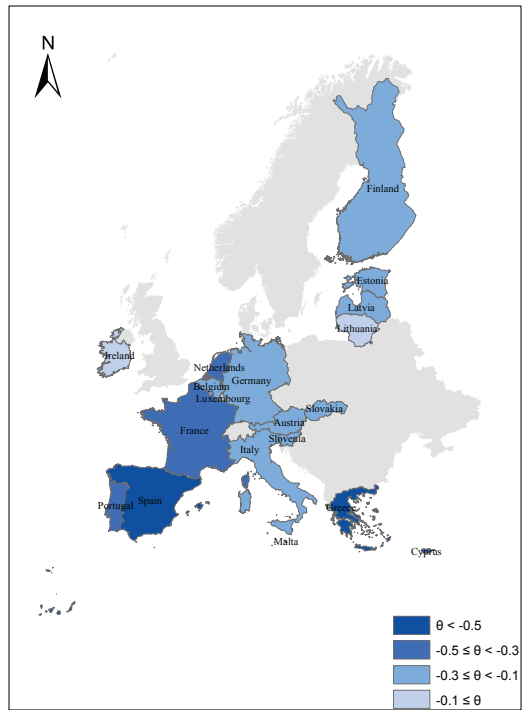 N
Finland
Estonia
Latvia
Lithuania
Ireland
Netherlands
Belgium
Germany
Luxembourg
Slovakia
Austria
France
Slovenia
Italy
Spain
Portugal
Greece
Malta
Cyprus
θ < -0.5
-0.5 ≤ θ < -0.3
-0.3 ≤ θ < -0.1
-0.1 ≤ θ